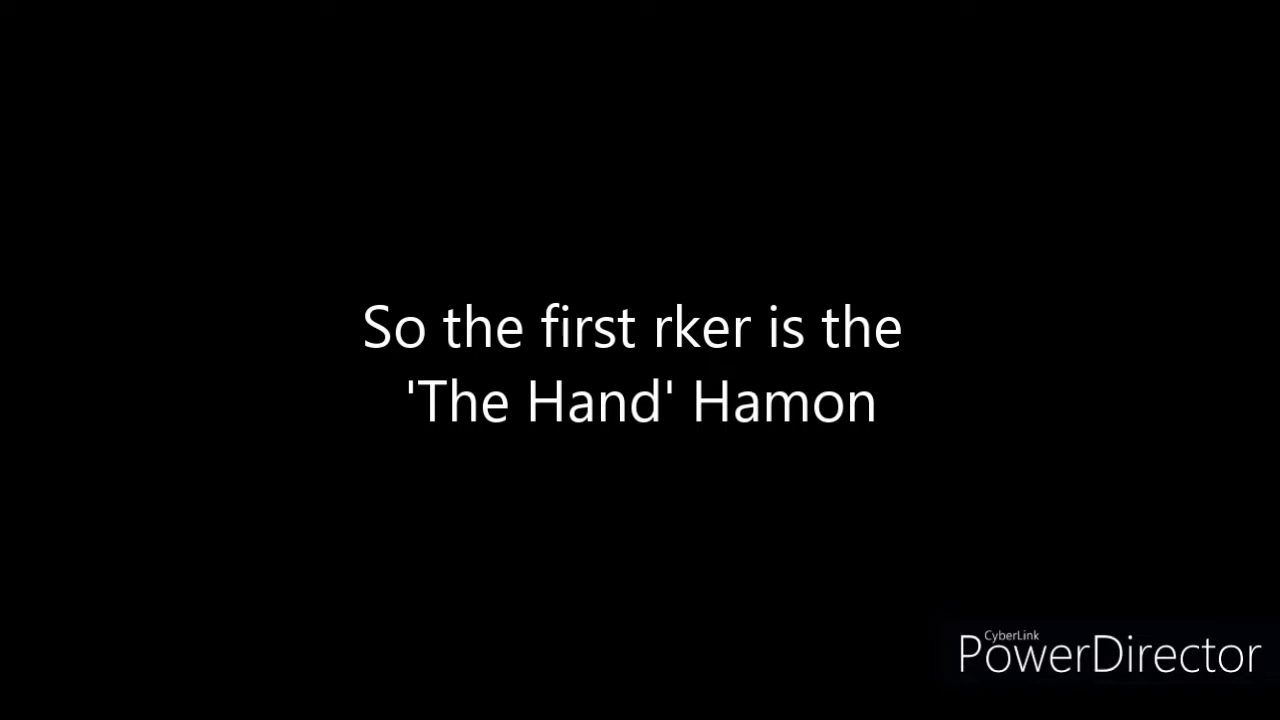 So the first rker is the
'The Hand' Hamon
CyberLink
PowerDirector